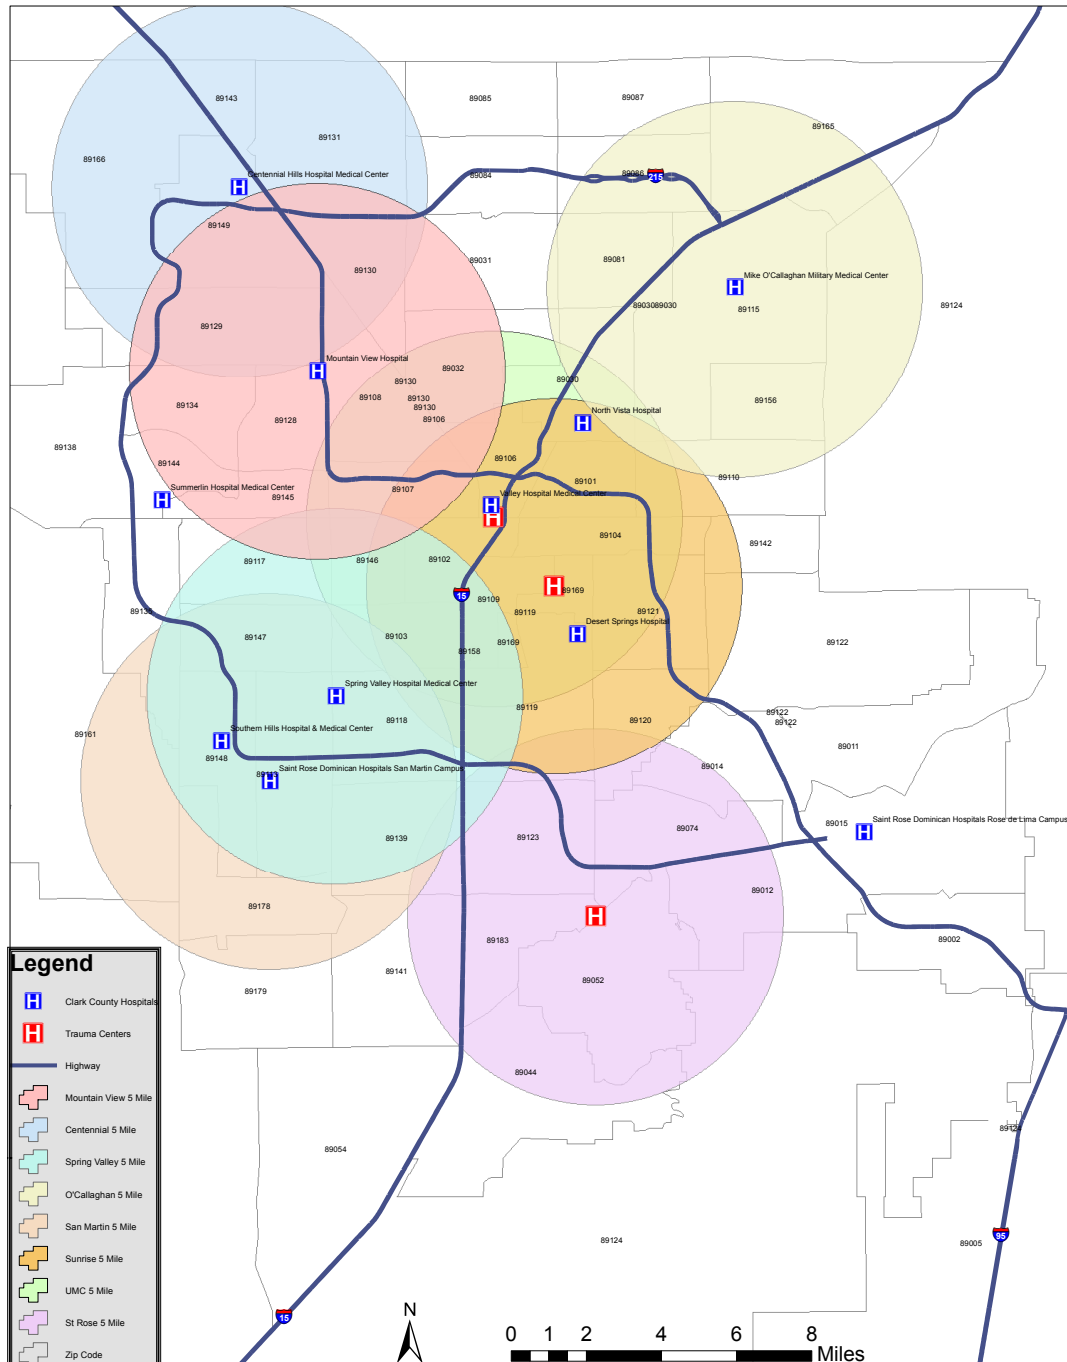 89143
89085
89087
89165
89131
89166
89084
89086
215
Centennial Hills Hospital Medical Center
89149
89130
89031
89081
Mike O'Callaghan Military Medical Center
8903089030
89115
89124
89129
Mountain View Hospital
89032
89130
89030
89108
89130
89130
89106
89134
89128
North Vista Hospital
89156
89138
89144
89106
Summerlin Hospital Medical Center
89145
89107
89101
89110
Valley Hospital Medical Center
89104
89142
89117
89146
89102
15
89109
89169
89135
89119
89121
Desert Springs Hospital
89147
89103
89158
89169
89122
Spring Valley Hospital Medical Center
89119
89118
89120
89122
89122
89161
Southern Hills Hospital & Medical Center
89148
89011
89014
Saint Rose Dominican Hospitals San Martin Campus
89015
Saint Rose Dominican Hospitals Rose de Lima Campus
89139
89123
89074
89012
89178
89183
89002
89141
89052
89179
89044
89054
89124
89124
89005
95
15
Legend
Clark County Hospitals
Trauma Centers
Highway
Mountain View 5 Mile
Centennial 5 Mile
Spring Valley 5 Mile
O'Callaghan 5 Mile
San Martin 5 Mile
Sunrise 5 Mile
UMC 5 Mile
St Rose 5 Mile
Zip Code
N
0 1 2 4 6 8
Miles